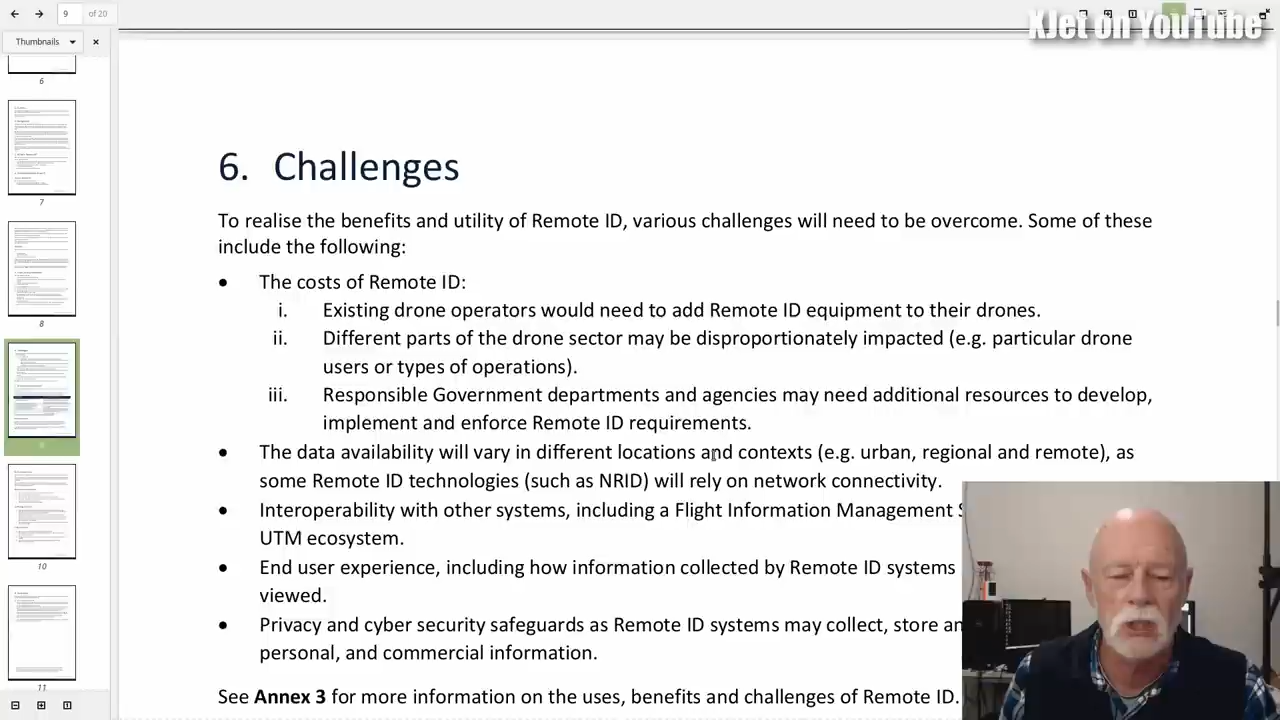 9 of 20
XJet on YouTube
Thumbnails
6
7
8
10
11
6. Challenges
To realise the benefits and utility of Remote ID, various challenges will need to be overcome. Some of these
include the following:
• The costs of Remote ID:
i. Existing drone operators would need to add Remote ID equipment to their drones.
ii. Different parts of the drone sector may be disproportionately impacted (e.g. particular drone
users or types of operations).
iii. Responsible Government departments and agencies may need additional resources to develop,
implement and enforce Remote ID requirements.
• The data availability will vary in different locations and contexts (e.g. urban, regional and remote), as
some Remote ID technologies (such as NRID) will rely on network connectivity.
• Interoperability with other systems, including a Flight Information Management
UTM ecosystem.
• End user experience, including how information collected by Remote ID systems
viewed.
• Privacy and cyber security safeguards as Remote ID systems may collect, store
personal, and commercial information.
See Annex 3 for more information on the uses, benefits and challenges of Remote ID.